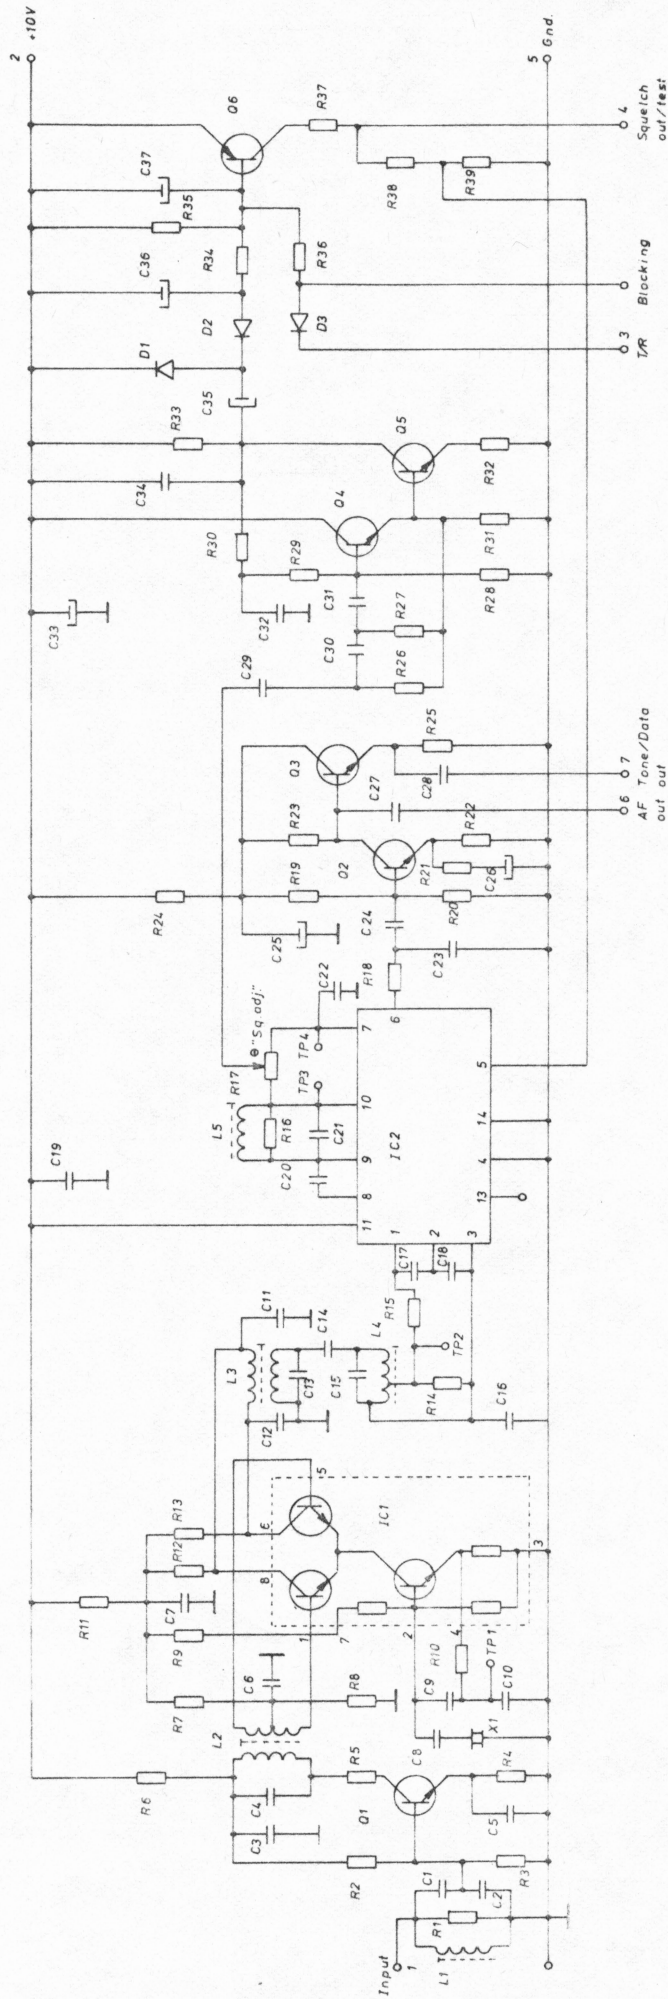 2 +10V
5 Gnd.
Q6
R37
4
Squelch
out/test
C37
R35
R38
R39
C36
R34
R36
Blocking
D1
D2
D3
3
T/R
C35
R33
Q5
R32
C34
Q4
R30
R29
R31
C33
C32
C31
R28
C30
R27
C29
R26
Q3
R25
C27
C28
7
Tone/Data
out
R23
6
AF
out
R24
R19
Q2
R22
R21
C26
C25
C24
R20
C23
R18
C22
"Sq.adj."
R17
TP4
TP3
L5
R16
C21
C20
C19
7
6
10
9
8
11
IC2
5
14
4
13
1
2
3
C17
C18
R15
TP2
L4
C11
L3
C14
C13
C15
R14
C12
C16
R13
R12
6
5
8
IC1
R11
C7
R9
1
7
2
4
3
R10
TP1
C9
C10
R7
C6
R8
L2
C8
X1
R6
C4
R5
R4
C3
Q1
C5
R2
R3
C1
C2
R1
L1
Input
1